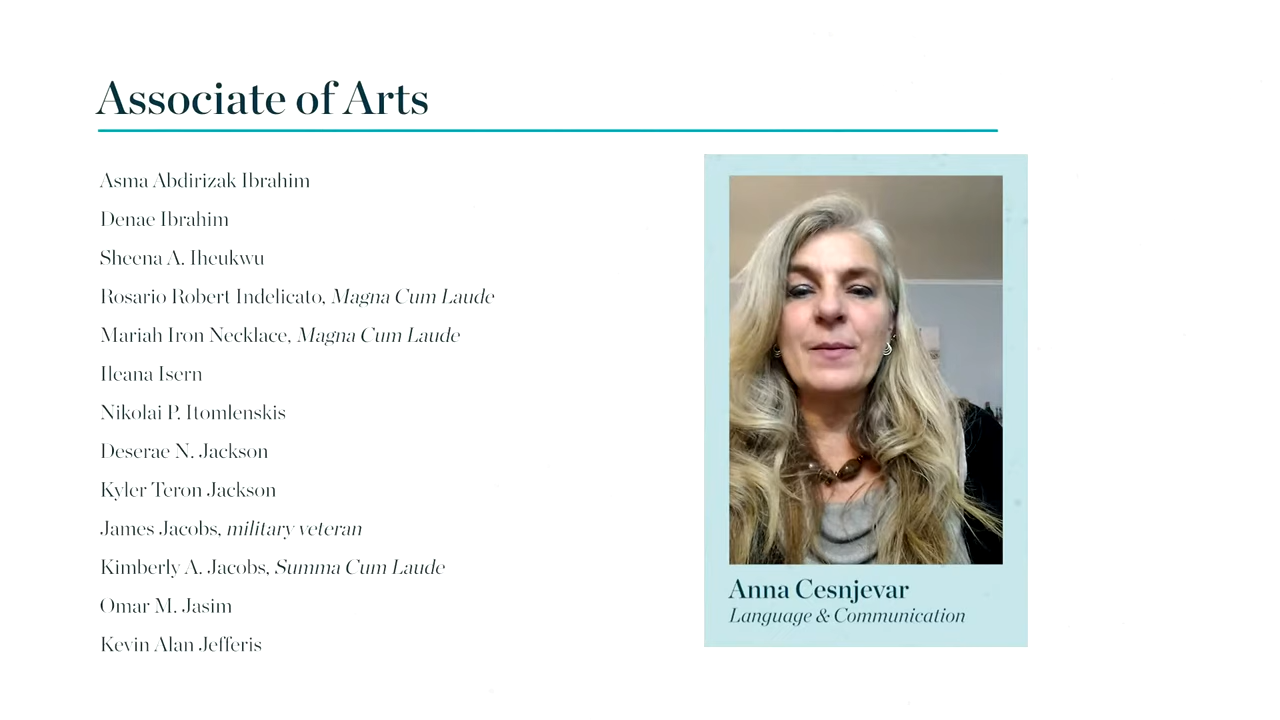 Associate of Arts
Asma Abdirizak Ibrahim
Denae Ibrahim
Sheena A. Iheukwu
Rosario Robert Indelicato, Magna Cum Laude
Mariah Iron Necklace, Magna Cum Laude
Ileana Isern
Nikolai P. Itomlenskis
Deserae N. Jackson
Kyler Teron Jackson
James Jacobs, military veteran
Kimberly A. Jacobs, Summa Cum Laude
Omar M. Jasim
Kevin Alan Jefferis
Anna Cesnjevar
Language & Communication